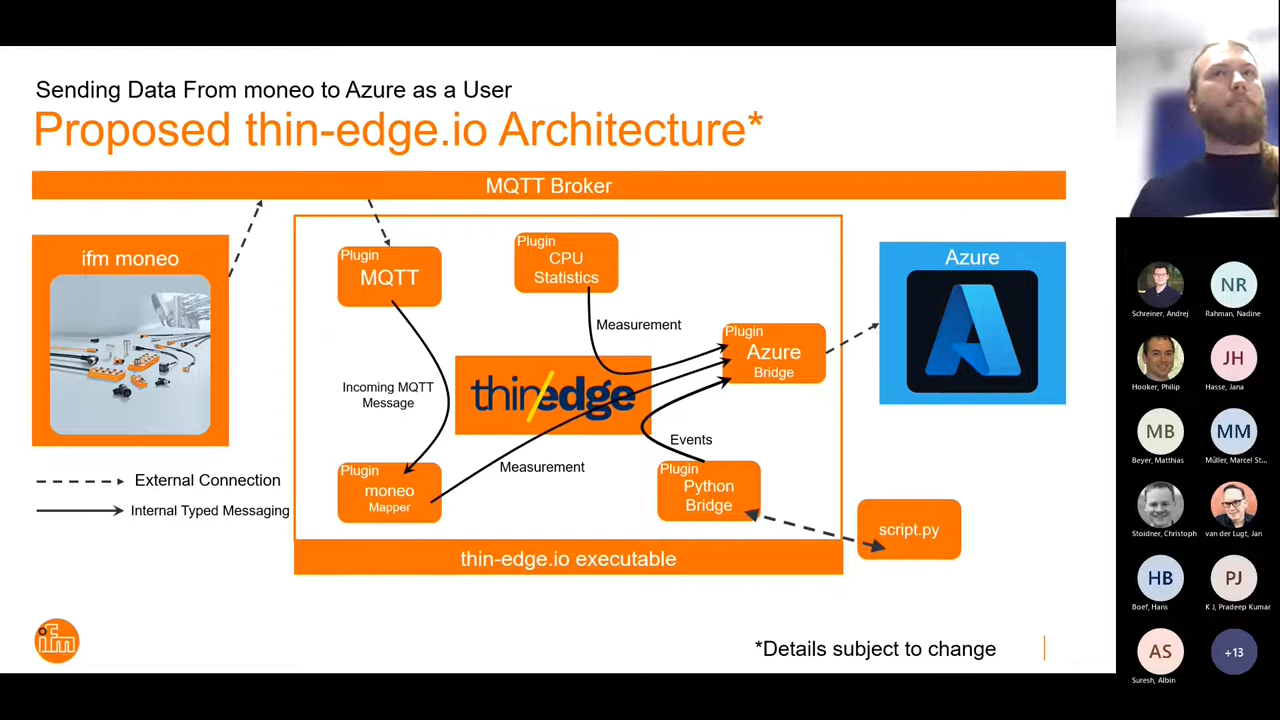 Sending Data From moneo to Azure as a User
Proposed thin-edge.io Architecture*
MQTT Broker
ifm moneo
Plugin
MQTT
Plugin
CPU
Statistics
Measurement
Plugin
Azure
Bridge
Azure
Incoming MQTT
Message
thin/edge
Events
Measurement
Plugin
moneo
Mapper
Plugin
Python
Bridge
script.py
External Connection
Internal Typed Messaging
thin-edge.io executable
ifm
*Details subject to change
Schreiner, Andrej
NR
Rahman, Nadine
Hooker, Philip
JH
Hasse, Jana
MB
Beyer, Matthias
MM
Müller, Marcel St...
Stoidner, Christoph
van der Lugt, Jan
HB
Boef, Hans
PJ
K J, Pradeep Kumar
AS
Suresh, Albin
+13